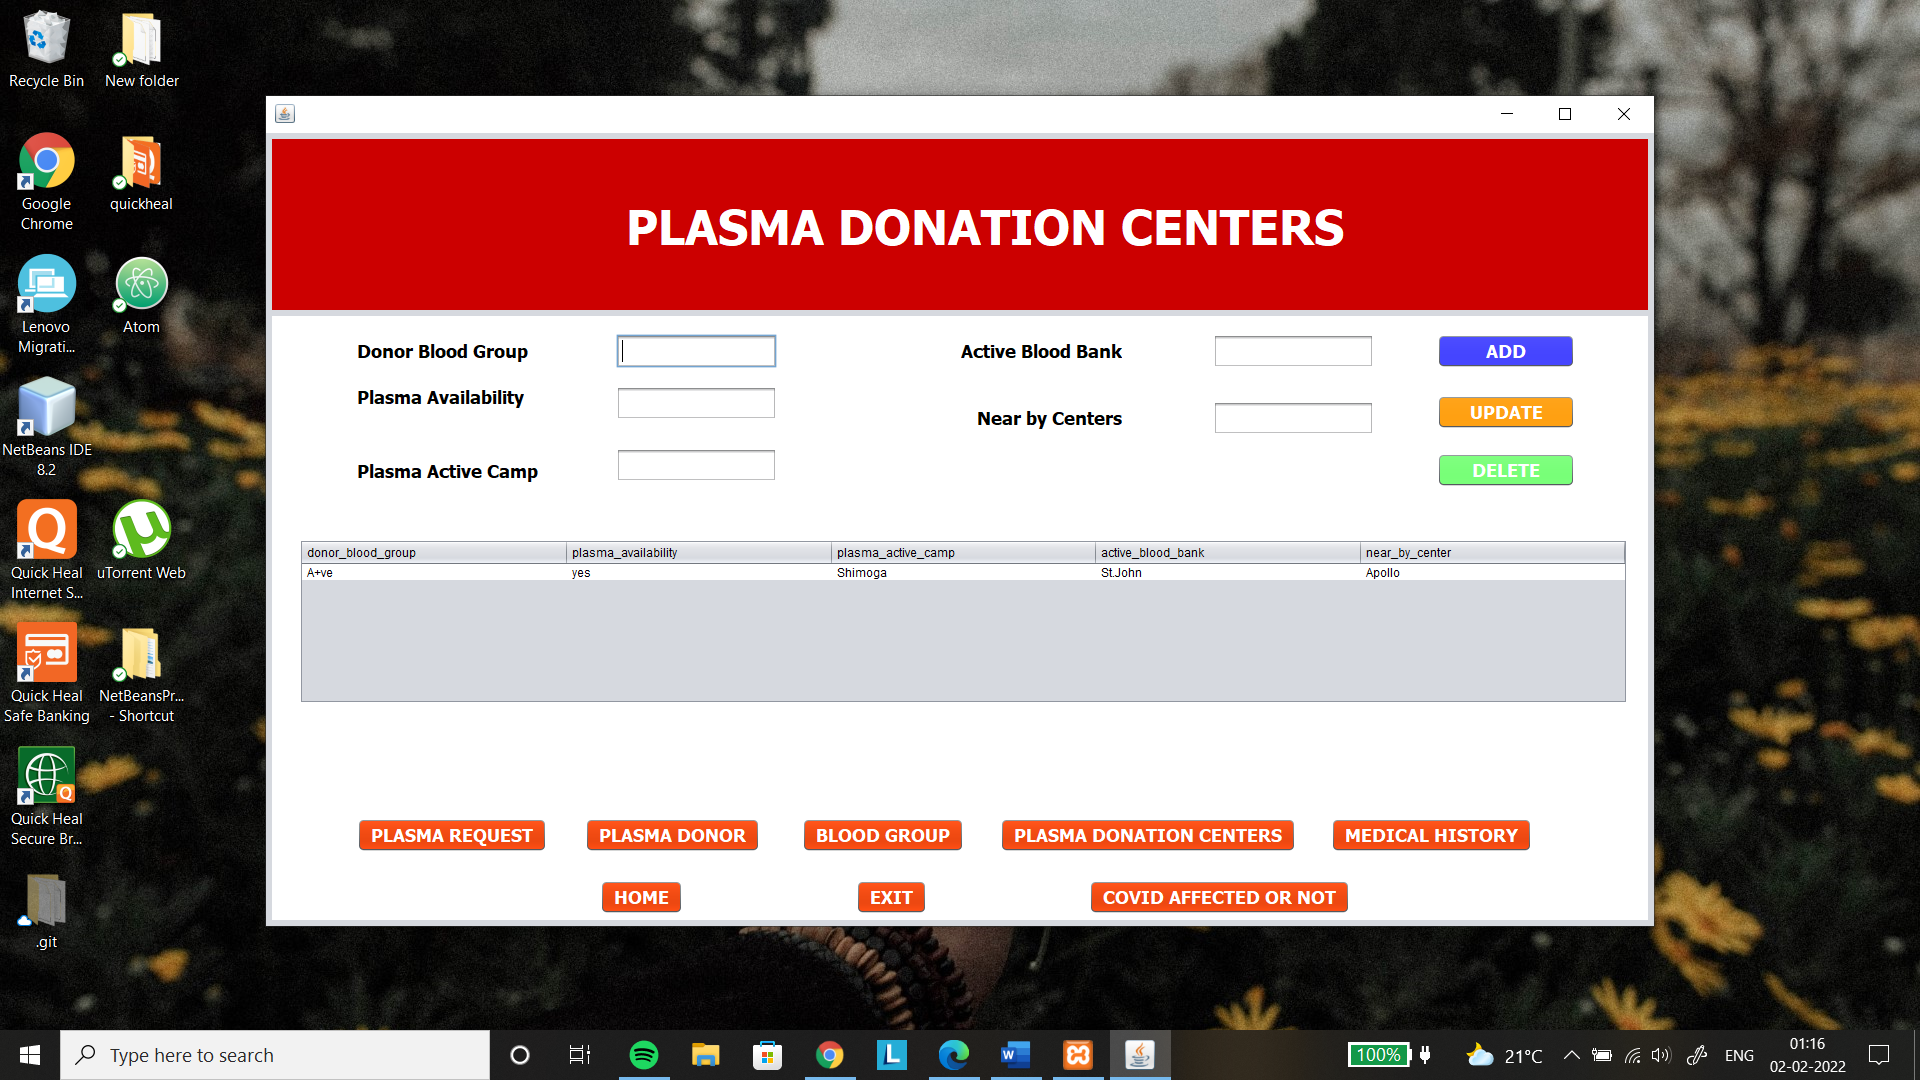 Recycle Bin
New folder
Google
Chrome
quickheal
Lenovo
Migrati...
Atom
NetBeans IDE
8.2
Quick Heal
Internet S...
uTorrent Web
Quick Heal
Safe Banking
NetBeansPr...
- Shortcut
Quick Heal
Secure Br...
.git
PLASMA DONATION CENTERS
Donor Blood Group
Active Blood Bank
ADD
Plasma Availability
Near by Centers
UPDATE
Plasma Active Camp
DELETE
donor_blood_group plasma_availability plasma_active_camp active_blood_bank near_by_center
A+ve yes Shimoga St.John Apollo
PLASMA REQUEST PLASMA DONOR BLOOD GROUP PLASMA DONATION CENTERS MEDICAL HISTORY
HOME EXIT COVID AFFECTED OR NOT
Type here to search
100%
21°C
ENG
01:16
02-02-2022